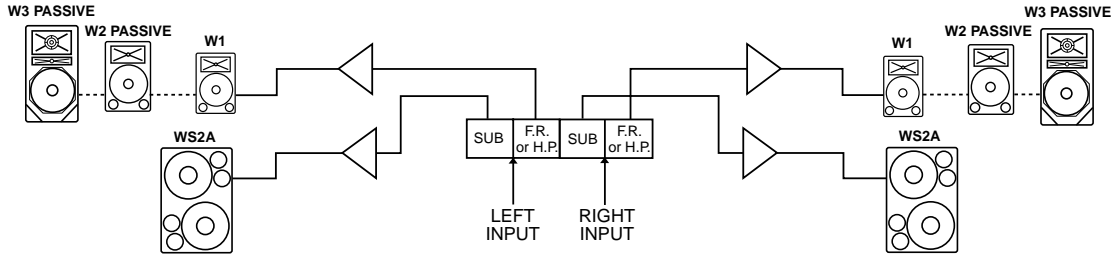 W3 PASSIVE
W2 PASSIVE
W1
WS2A
SUB
F.R.
or H.P.
SUB
F.R.
or H.P.
LEFT
INPUT
RIGHT
INPUT
W1
W2 PASSIVE
W3 PASSIVE
WS2A